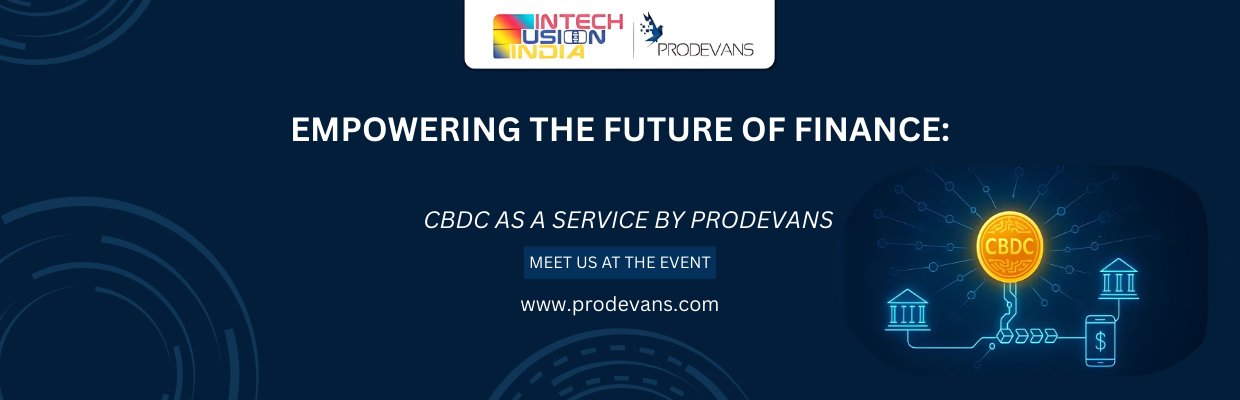 FINTECH
FUSION
INDIA
PRODEVANS
EMPOWERING THE FUTURE OF FINANCE:
CBDC AS A SERVICE BY PRODEVANS
MEET US AT THE EVENT
www.prodevans.com
CBDC
$